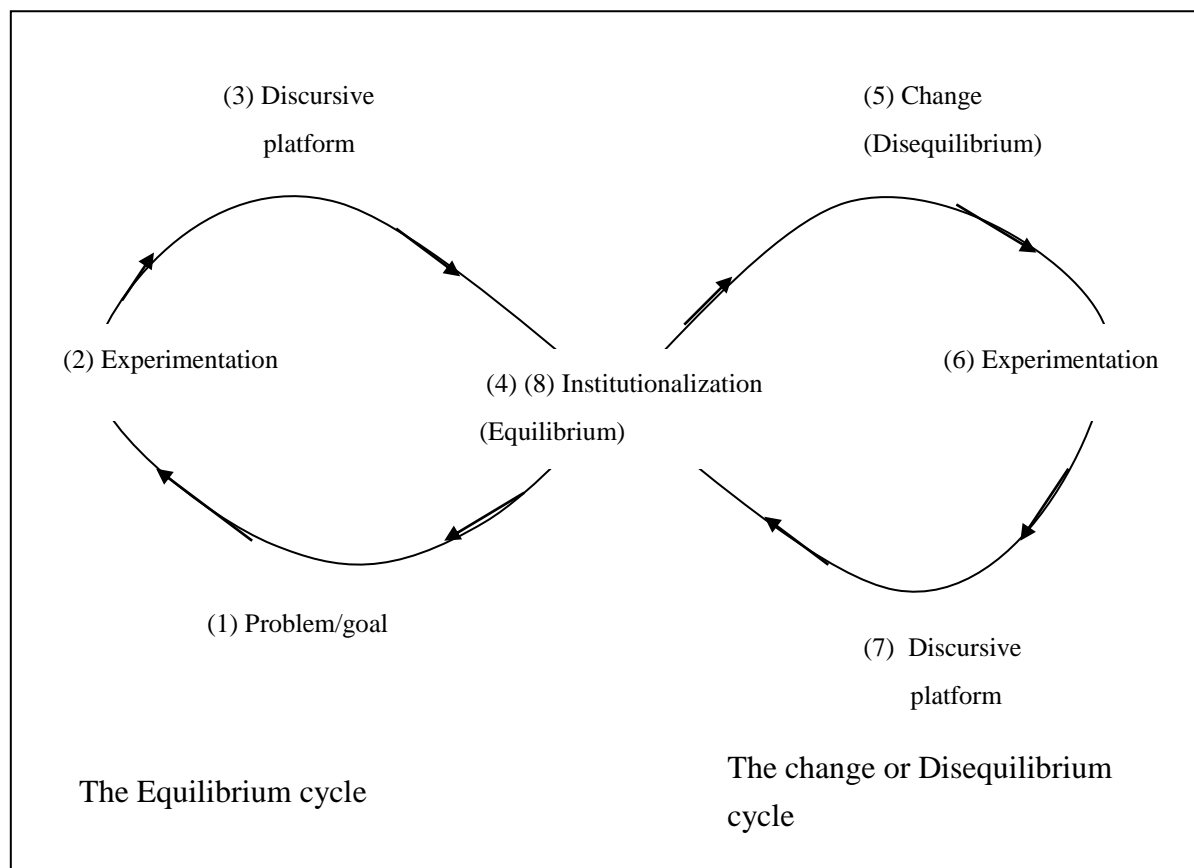 (3) Discursive
platform
(5) Change
(Disequilibrium)
(2) Experimentation
(4) (8) Institutionalization
(Equilibrium)
(6) Experimentation
(1) Problem/goal
(7) Discursive
platform
The Equilibrium cycle
The change or Disequilibrium
cycle